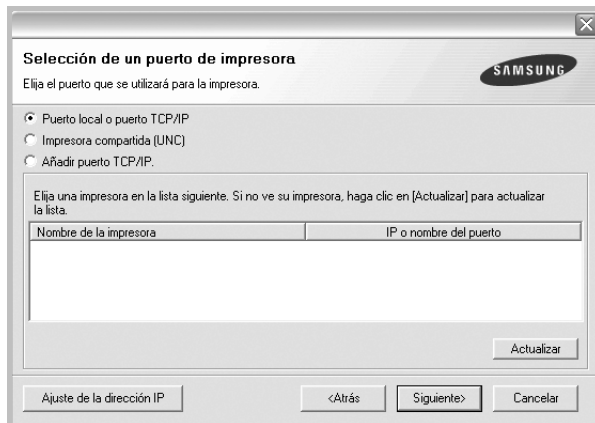 Selección de un puerto de impresora
Elija el puerto que se utilizará para la impresora.
SAMSUNG
Puerto local o puerto TCP/IP
Impresora compartida (UNC)
Añadir puerto TCP/IP.
Elija una impresora en la lista siguiente. Si no ve su impresora, haga clic en [Actualizar] para actualizar
la lista.
Nombre de la impresora IP o nombre del puerto
Actualizar
Ajuste de la dirección IP <Atrás Siguiente> Cancelar